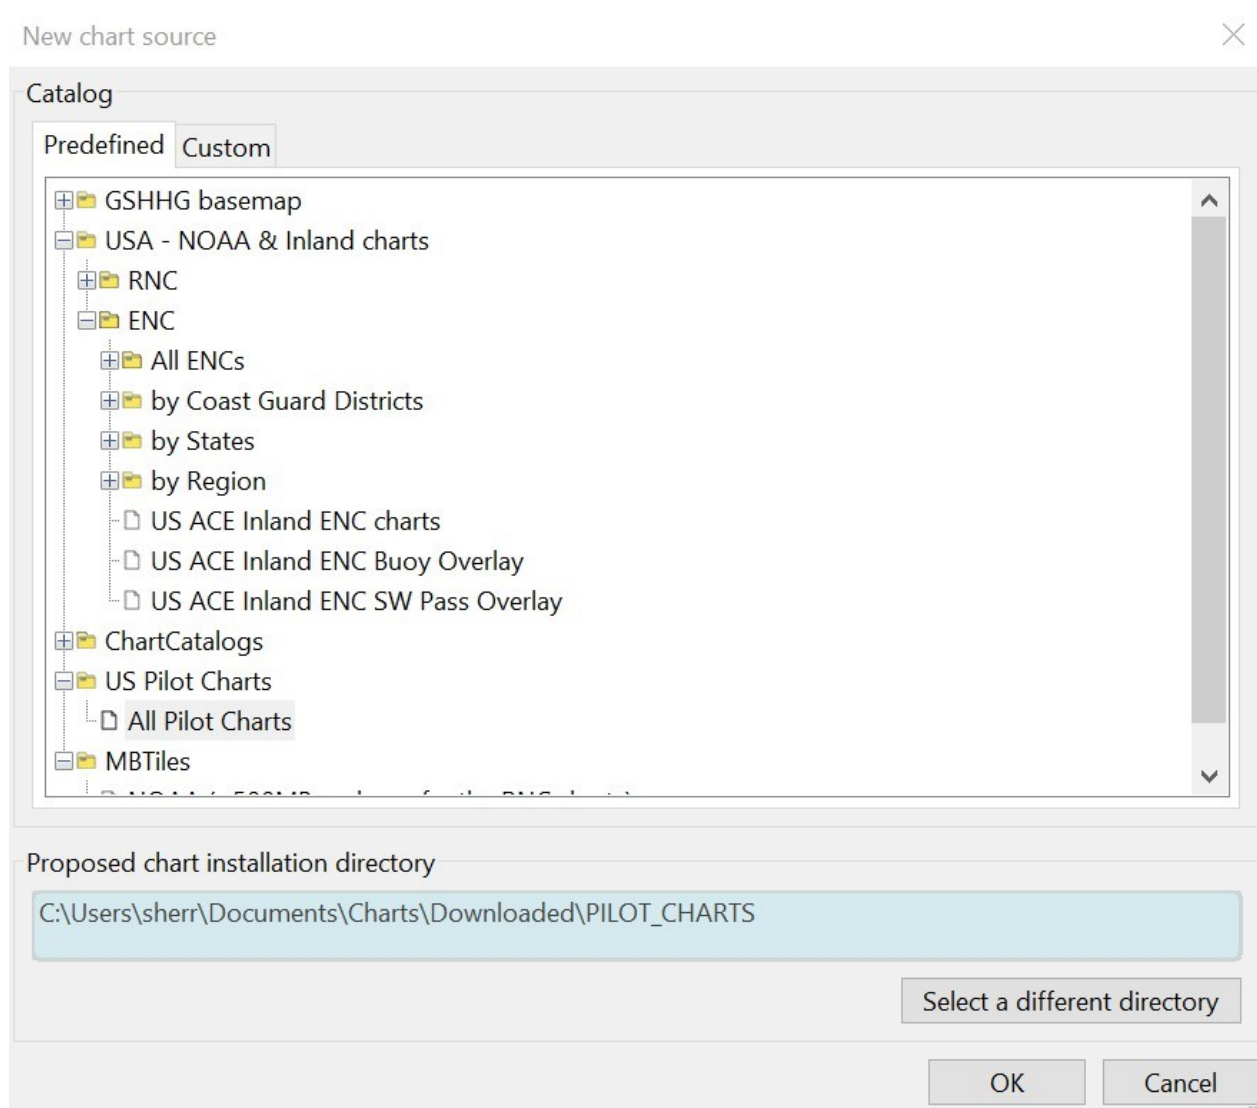 New chart source
Catalog
Predefined
Custom
GSHHG basemap
USA - NOAA & Inland charts
RNC
ENC
All ENCs
by Coast Guard Districts
by States
by Region
US ACE Inland ENC charts
US ACE Inland ENC Buoy Overlay
US ACE Inland ENC SW Pass Overlay
ChartCatalogs
US Pilot Charts
All Pilot Charts
MBTiles
Proposed chart installation directory
C:\Users\sherr\Documents\Charts\Downloaded\PILOT_CHARTS
Select a different directory
OK
Cancel